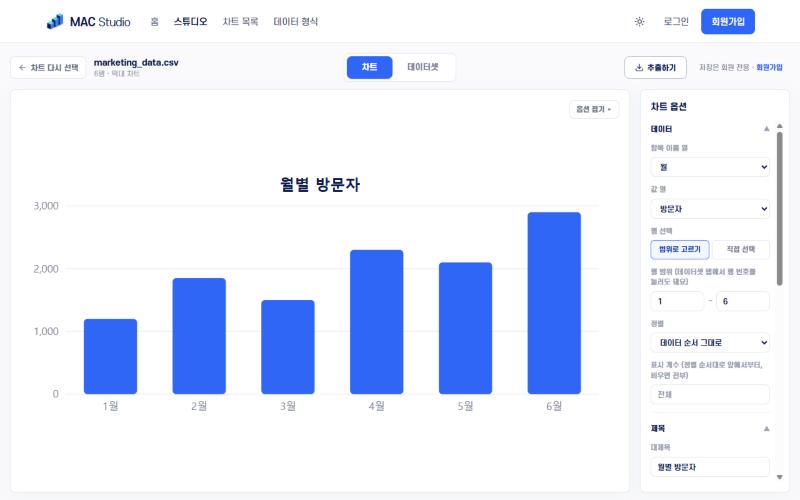 MAC Studio
홈
스튜디오
차트 목록
데이터 형식
로그인
회원가입
← 차트 다시 선택
marketing_data.csv
6행 · 막대 차트
차트
데이터셋
추출하기
저장은 회원 전용 · 회원가입
옵션 접기
월별 방문자
3,000
2,000
1,000
0
1월
2월
3월
4월
5월
6월
차트 옵션
데이터
항목 이름 열
월
값 열
방문자
행 선택
범위로 고르기
직접 선택
행 범위 (데이터셋 탭에서 행 번호를
눌러도 돼요)
1
~
6
정렬
데이터 순서 그대로
표시 개수 (정렬 순서대로 앞에서부터,
비우면 전부)
전체
제목
대제목
월별 방문자